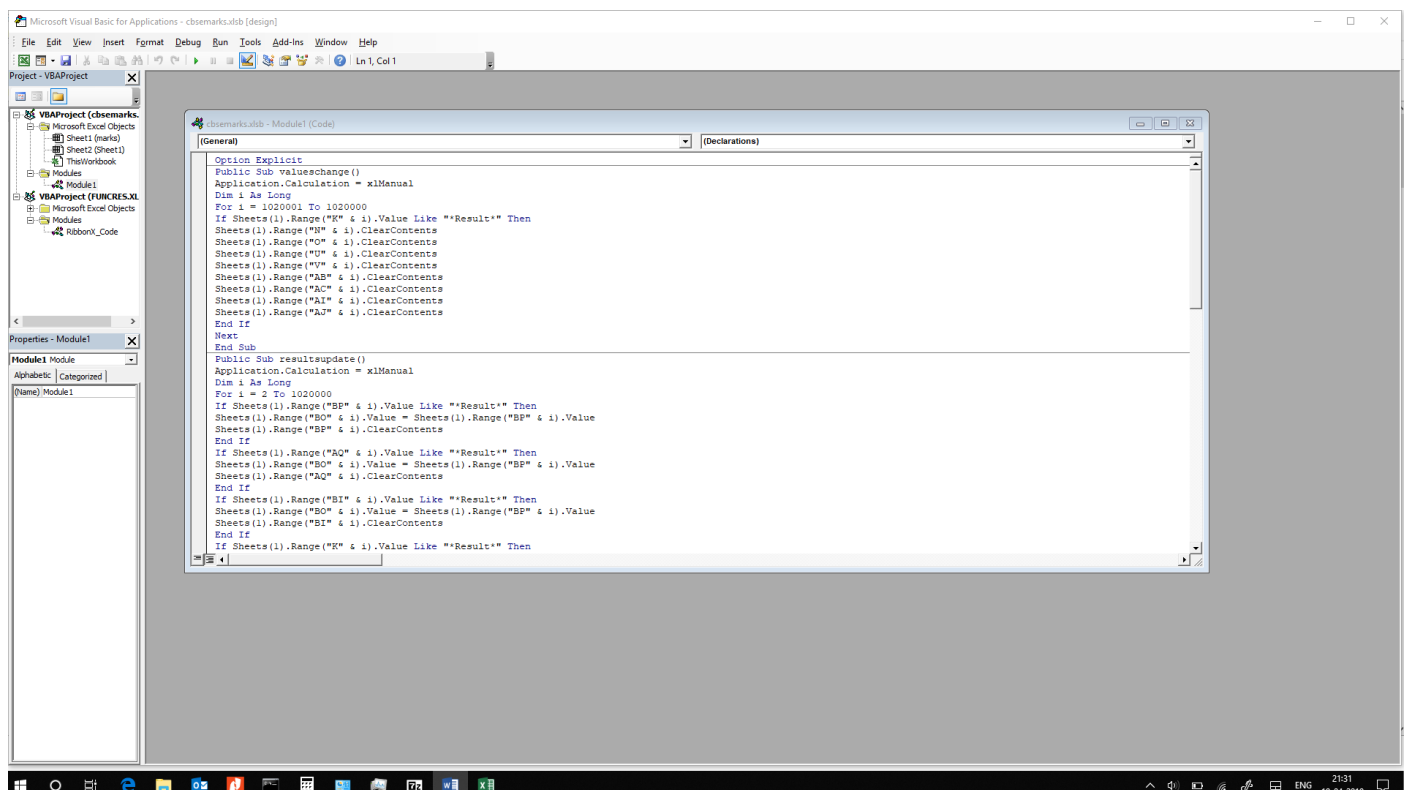 Microsoft Visual Basic for Applications - cbsemarks.xlsb [design]
File Edit View Insert Format Debug Run Tools Add-Ins Window Help
Ln 1, Col 1
Project - VBAProject
VBAProject (cbsemarks.
Microsoft Excel Objects
Sheet1 (marks)
Sheet2 (Sheet1)
ThisWorkbook
Modules
Module1
VBAProject (FUNCRES.XL
Microsoft Excel Objects
Modules
RibbonX_Code
Properties - Module1
Module1 Module
Alphabetic Categorized
(Name) Module1
cbsemarks.xlsb - Module1 (Code)
(General) (Declarations)
Option Explicit
Public Sub valueschange()
Application.Calculation = xlManual
Dim i As Long
For i = 1020001 To 1020000
If Sheets(1).Range("K" & i).Value Like "*Result*" Then
Sheets(1).Range("N" & i).ClearContents
Sheets(1).Range("O" & i).ClearContents
Sheets(1).Range("U" & i).ClearContents
Sheets(1).Range("V" & i).ClearContents
Sheets(1).Range("AB" & i).ClearContents
Sheets(1).Range("AC" & i).ClearContents
Sheets(1).Range("AI" & i).ClearContents
Sheets(1).Range("AJ" & i).ClearContents
End If
Next
End Sub
Public Sub resultsupdate()
Application.Calculation = xlManual
Dim i As Long
For i = 2 To 1020000
If Sheets(1).Range("BP" & i).Value Like "*Result*" Then
Sheets(1).Range("BO" & i).Value = Sheets(1).Range("BP" & i).Value
Sheets(1).Range("BP" & i).ClearContents
End If
If Sheets(1).Range("AQ" & i).Value Like "*Result*" Then
Sheets(1).Range("BO" & i).Value = Sheets(1).Range("BP" & i).Value
Sheets(1).Range("AQ" & i).ClearContents
End If
If Sheets(1).Range("BI" & i).Value Like "*Result*" Then
Sheets(1).Range("BO" & i).Value = Sheets(1).Range("BP" & i).Value
Sheets(1).Range("BI" & i).ClearContents
End If
If Sheets(1).Range("K" & i).Value Like "*Result*" Then
ENG
21:31